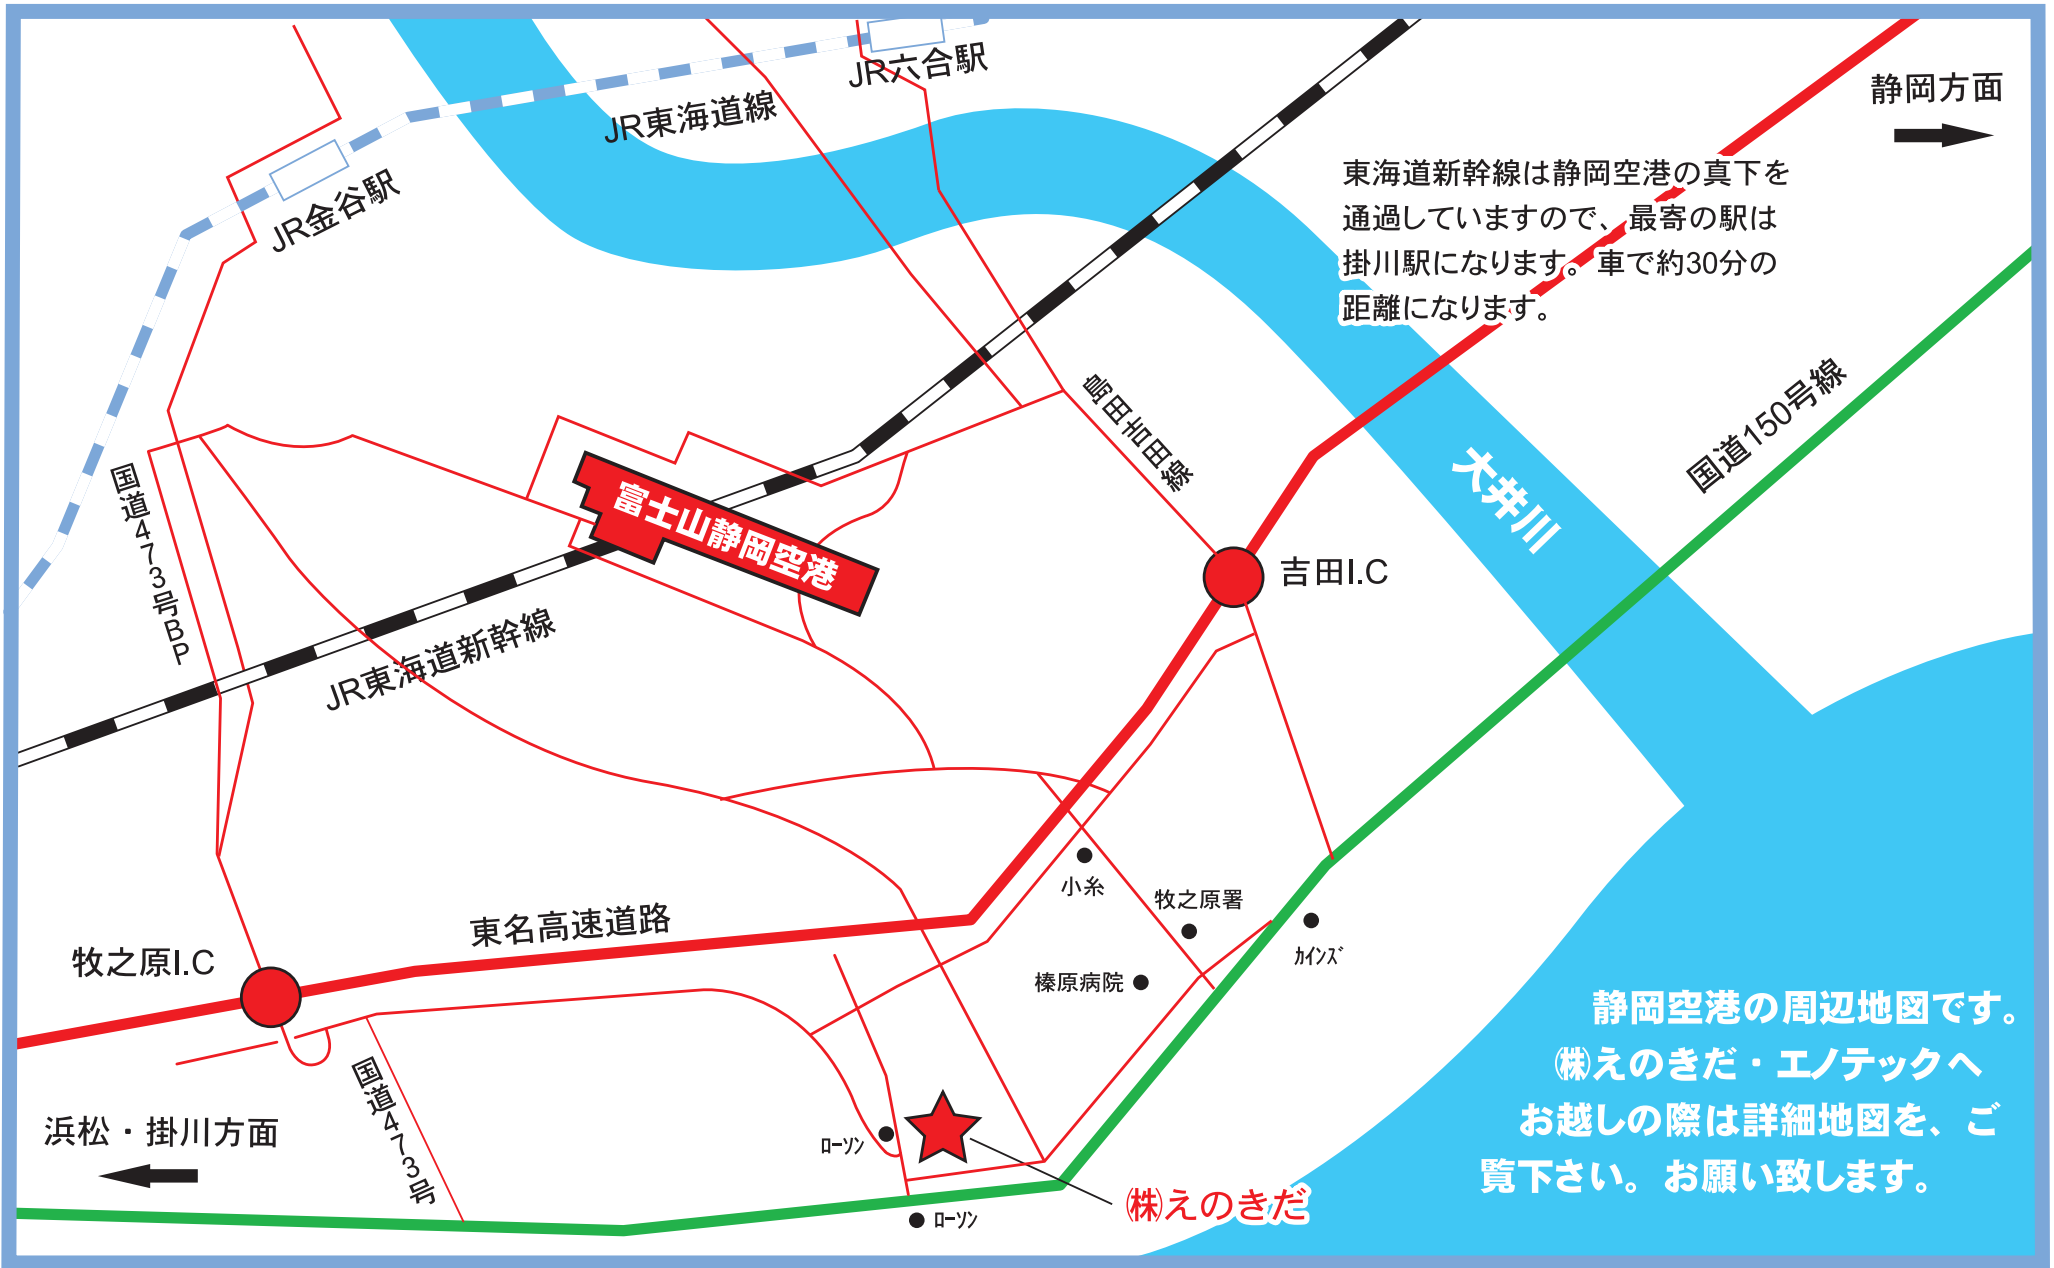 JR六合駅
静岡方面
JR東海道線
東海道新幹線は静岡空港の真下を
通過していますので、最寄の駅は
掛川駅になります。車で約30分の
距離になります。
JR金谷駅
島田吉田線
国道150号線
大井川
国道473号BP
富士山静岡空港
吉田I.C
JR東海道新幹線
小糸
牧之原署
東名高速道路
牧之原I.C
ｶｲﾝｽﾞ
榛原病院
静岡空港の周辺地図です。
㈱えのきだ・エノテックへ
お越しの際は詳細地図を、ご
覧下さい。お願い致します。
国道473号
浜松・掛川方面
ﾛｰｿﾝ
㈱えのきだ
ﾛｰｿﾝ